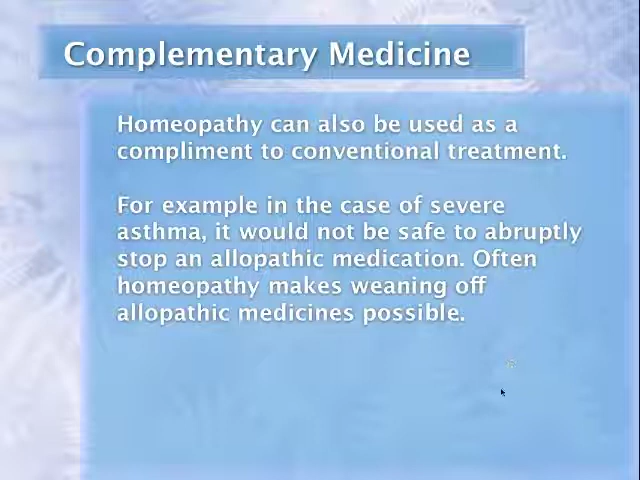 Complementary Medicine
Homeopathy can also be used as a
compliment to conventional treatment.
For example in the case of severe
asthma, it would not be safe to abruptly
stop an allopathic medication. Often
homeopathy makes weaning off
allopathic medicines possible.